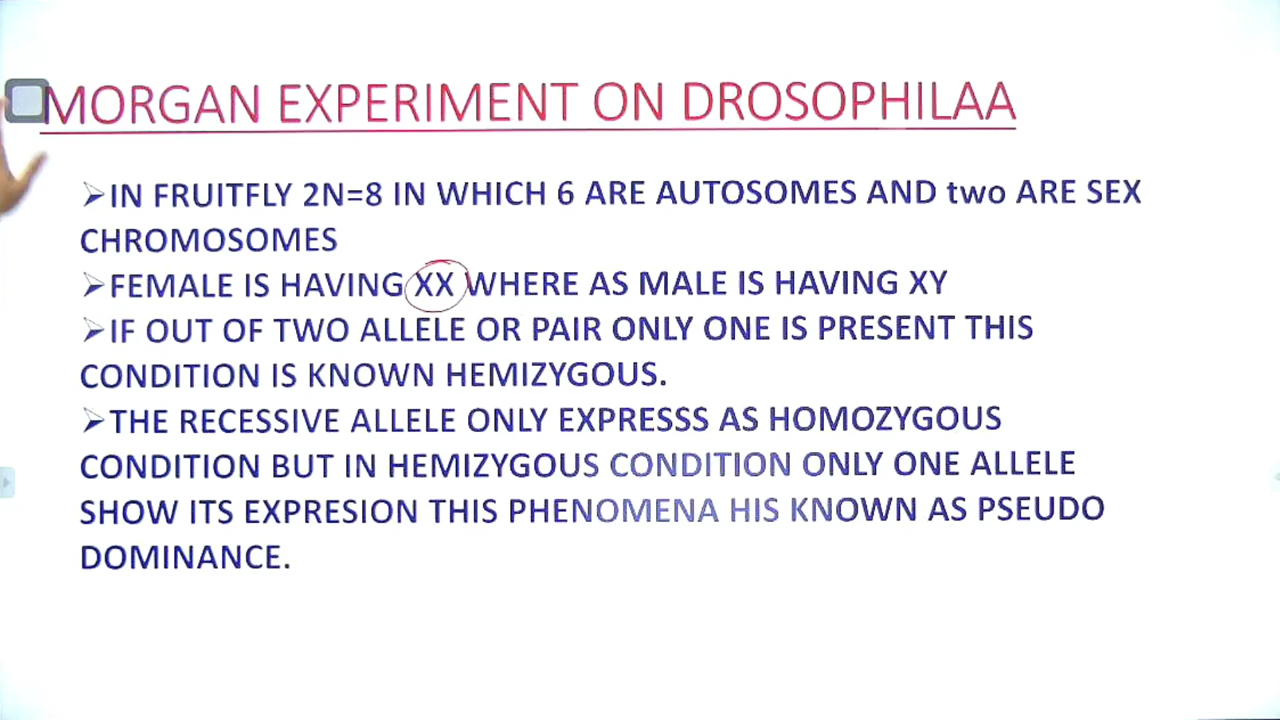 MORGAN EXPERIMENT ON DROSOPHILAA
IN FRUITFLY 2N=8 IN WHICH 6 ARE AUTOSOMES AND two ARE SEX
CHROMOSOMES
FEMALE IS HAVING XX WHERE AS MALE IS HAVING XY
IF OUT OF TWO ALLELE OR PAIR ONLY ONE IS PRESENT THIS
CONDITION IS KNOWN HEMIZYGOUS.
THE RECESSIVE ALLELE ONLY EXPRESSS AS HOMOZYGOUS
CONDITION BUT IN HEMIZYGOUS CONDITION ONLY ONE ALLELE
SHOW ITS EXPRESION THIS PHENOMENA HIS KNOWN AS PSEUDO
DOMINANCE.